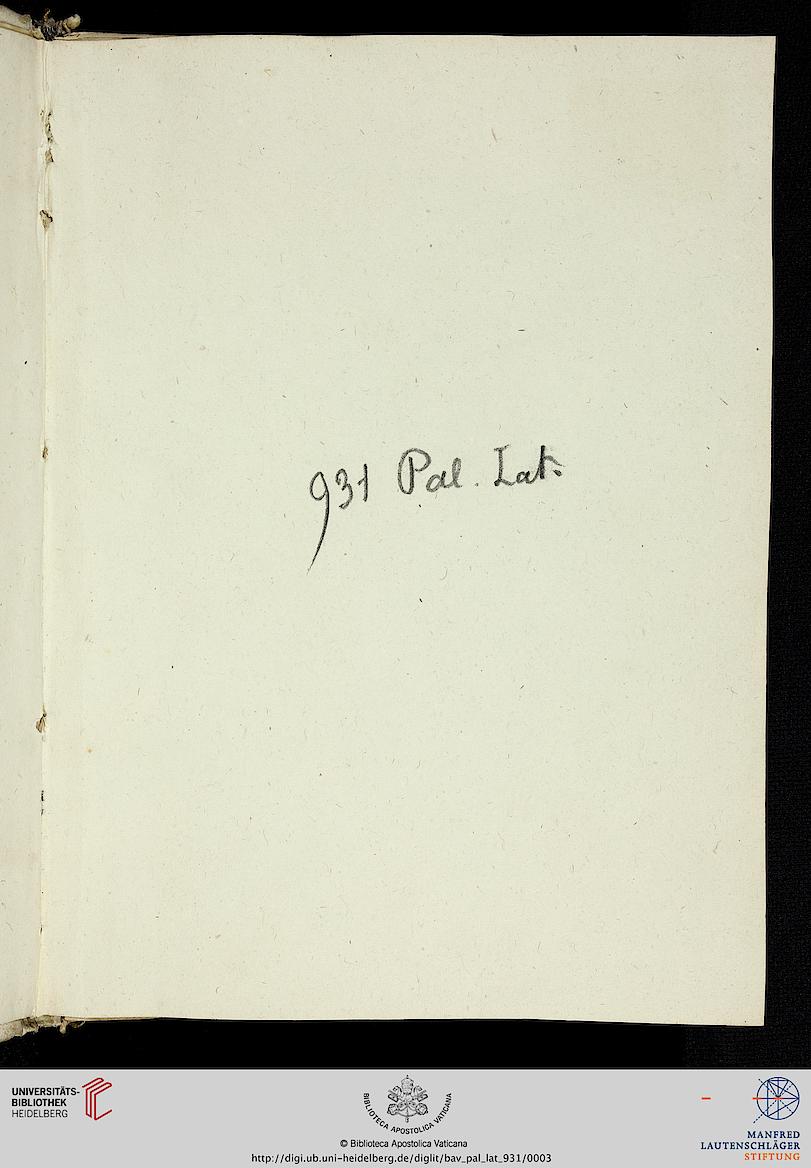 931 Pal. Lat.
UNIVERSITÄTS-
BIBLIOTHEK
HEIDELBERG
BIBLIOTECA APOSTOLICA VATICANA
© Biblioteca Apostolica Vaticana
http://digi.ub.uni-heidelberg.de/diglit/bav_pal_lat_931/0003
MANFRED
LAUTENSCHLÄGER
STIFTUNG